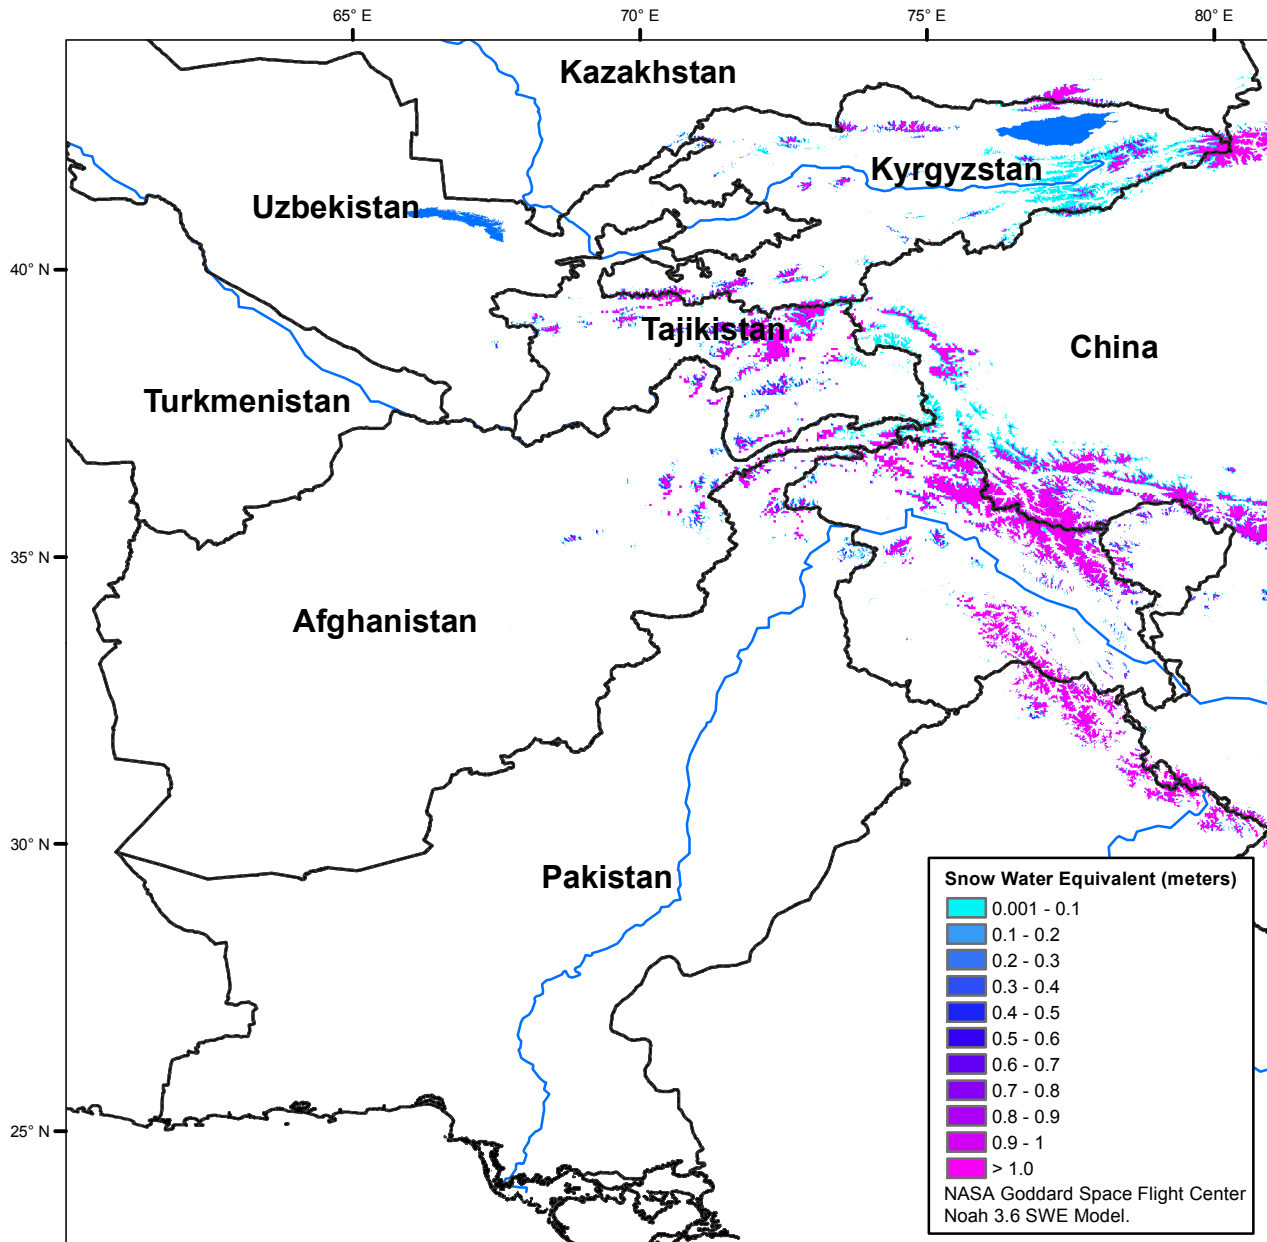 65° E
70° E
75° E
80° E
Kazakhstan
Kyrgyzstan
Uzbekistan
40° N
Tajikistan
China
Turkmenistan
35° N
Afghanistan
30° N
Pakistan
Snow Water Equivalent (meters)
0.001 - 0.1
0.1 - 0.2
0.2 - 0.3
0.3 - 0.4
0.4 - 0.5
0.5 - 0.6
0.6 - 0.7
0.7 - 0.8
0.8 - 0.9
0.9 - 1
> 1.0
NASA Goddard Space Flight Center
Noah 3.6 SWE Model.
25° N